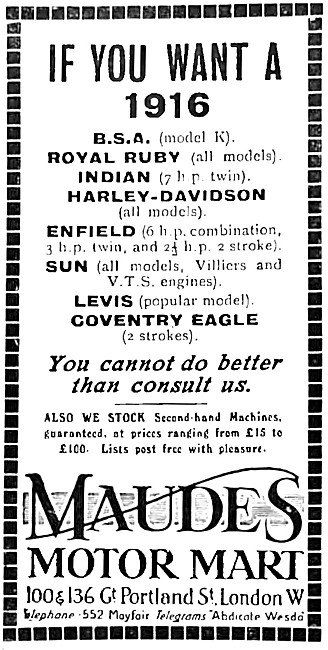 IF YOU WANT A
1916
B.S.A. (model K).
ROYAL RUBY (all models).
INDIAN (7 h.p. twin).
HARLEY-DAVIDSON
(all models).
ENFIELD (6 h.p. combination,
3 h.p. twin, and 2¼ h.p. 2 stroke).
SUN (all models, Villiers and
V.T.S. engines).
LEVIS (popular model).
COVENTRY EAGLE
(2 strokes).
You cannot do better
than consult us.
ALSO WE STOCK Second-hand Machines,
guaranteed, at prices ranging from £15 to
£100. Lists post free with pleasure.
MAUDES
MOTOR MART
100 & 136 Gt Portland St, London W
Telephone - 552 Mayfair Telegrams "Abdicate Wesdo"